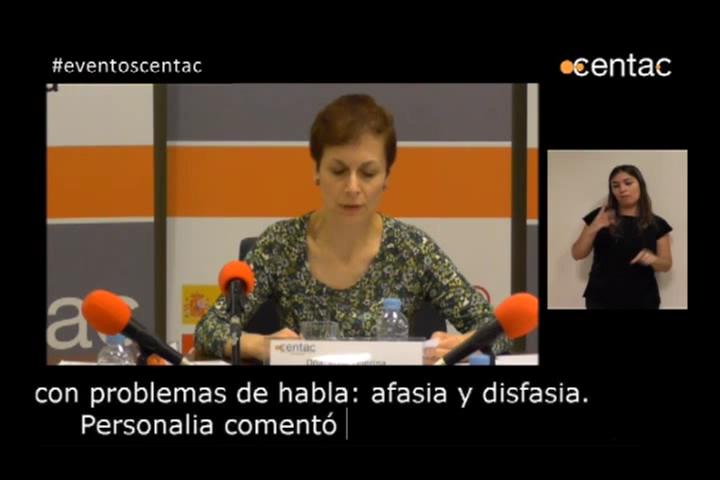 #eventoscentac
centac
centac
con problemas de habla: afasia y disfasia.
Personalia comentó